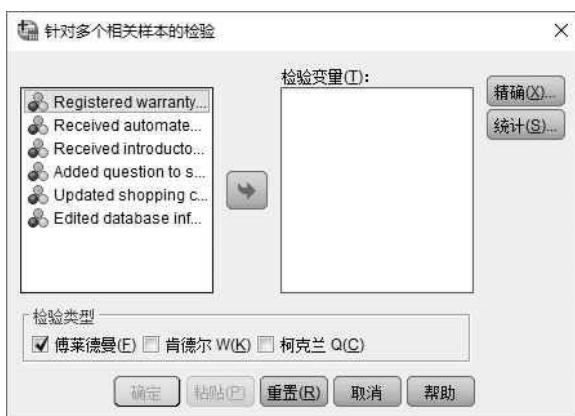 针对多个相关样本的检验
检验变量(T):
Registered warranty...
Received automate...
Received introducto...
Added question to s...
Updated shopping c...
Edited database inf...
精确(X)...
统计(S)...
检验类型
傅莱德曼(F) 肯德尔 W(K) 柯克兰 Q(C)
确定 粘贴(P) 重置(R) 取消 帮助